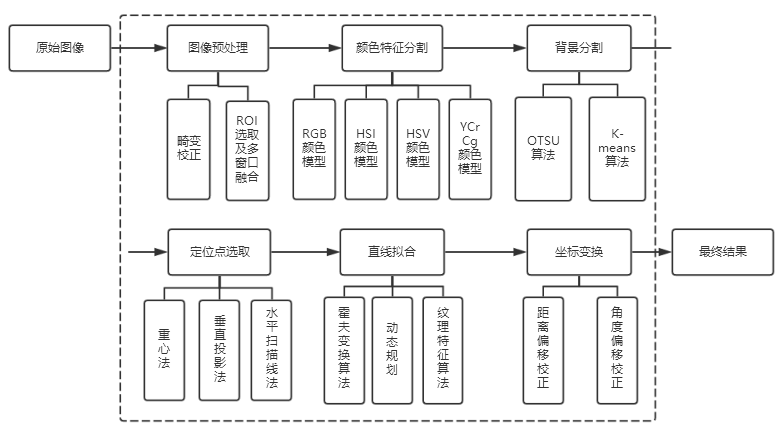 原始图像
图像预处理
颜色特征分割
背景分割
畸变
校正
ROI
选取
及多
窗口
融合
RGB
颜色
模型
HSI
颜色
模型
HSV
颜色
模型
YCr
Cg
颜色
模型
OTSU
算法
K-
means
算法
定位点选取
直线拟合
坐标变换
最终结果
重心法
垂直投影法
水平扫描线法
霍夫变换算法
动态规划
纹理特征算法
距离偏移校正
角度偏移校正